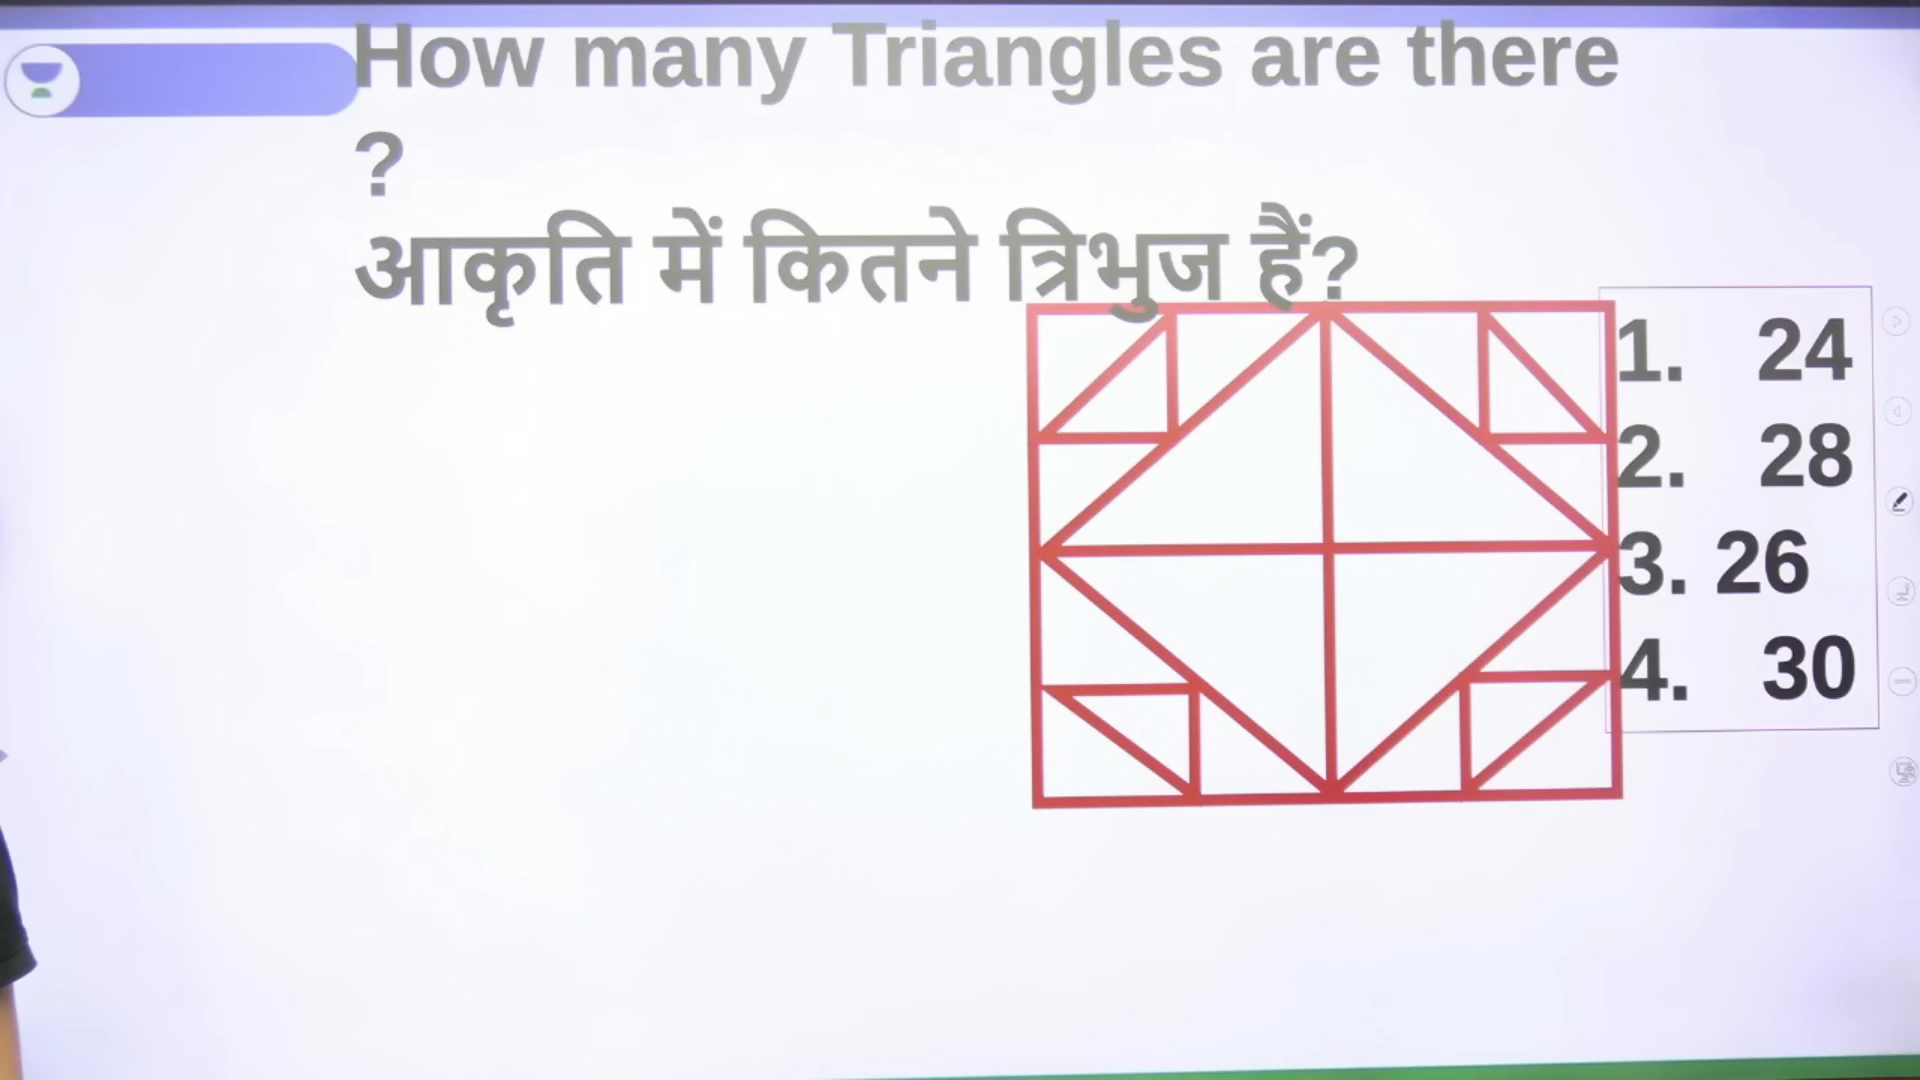 How many Triangles are there
?
आकृति में कितने त्रिभुज हैं?
1. 24
2. 28
3. 26
4. 30